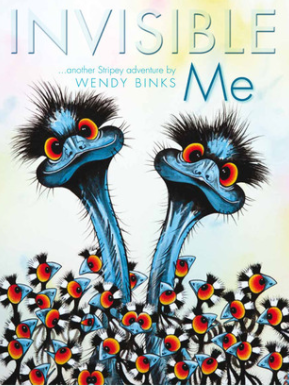 INVISIBLE
...another Stripey adventure by
WENDY BINKS
Me